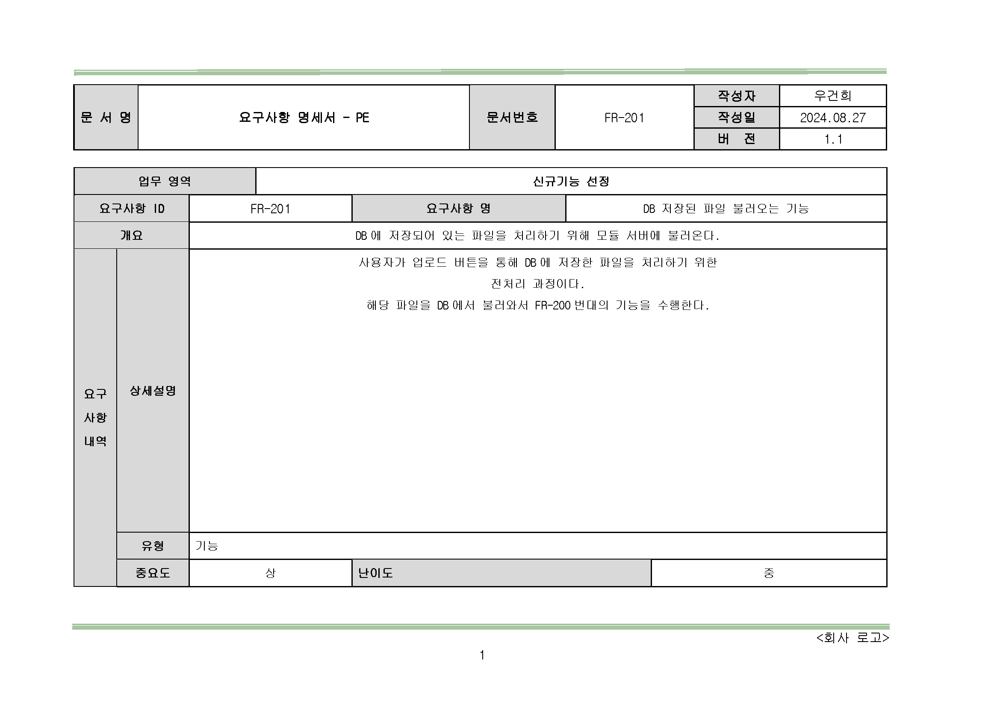 문 서 명
요구사항 명세서 - PE
문서번호
FR-201
작성자
우건희
작성일
2024.08.27
버 전
1.1
업무 영역
신규기능 선정
요구사항 ID
FR-201
요구사항 명
DB 저장된 파일 불러오는 기능
개요
DB에 저장되어 있는 파일을 처리하기 위해 모듈 서버에 불러온다.
요구
사항
내역
상세설명
사용자가 업로드 버튼을 통해 DB에 저장한 파일을 처리하기 위한
전처리 과정이다.
해당 파일을 DB에서 불러와서 FR-200번대의 기능을 수행한다.
유형
기능
중요도
상
난이도
중
<회사 로고>
1